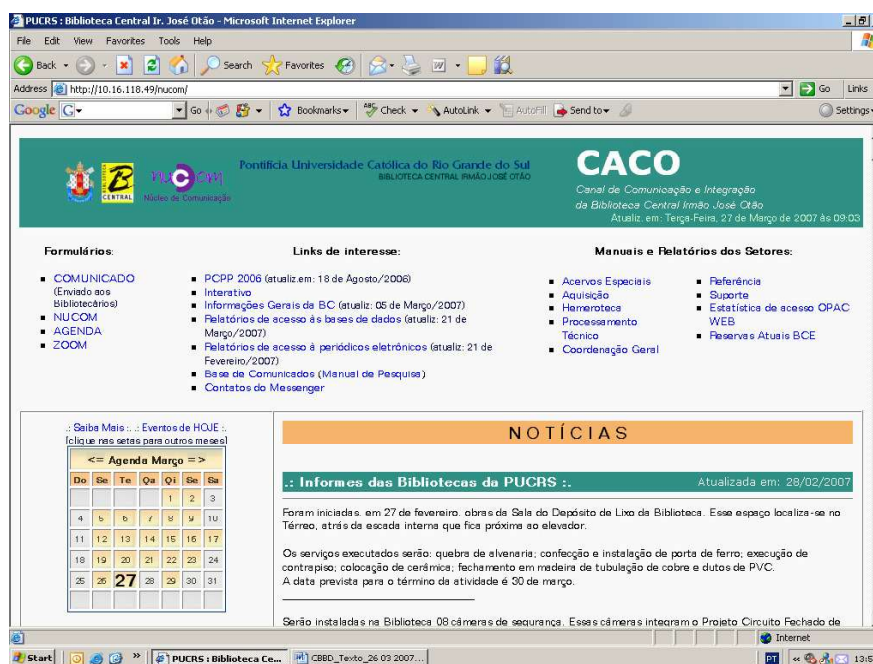 PUCRS : Biblioteca Central Ir. José Otão - Microsoft Internet Explorer
File Edit View Favorites Tools Help
Back Search Favorites
Address http://10.16.118.49/nucom/ Go Links
Google G Go Bookmarks Check AutoLink AutoFill Send to Settings
Pontifícia Universidade Católica do Rio Grande do Sul
BIBLIOTECA CENTRAL IRMÃO JOSÉ OTÃO
B CENTRAL
nucom
Núcleo de Comunicação
CACO
Canal de Comunicação e Integração
da Biblioteca Central Irmão José Otão
Atualiz. em: Terça-Feira, 27 de Março de 2007 às 09:03
Formulários:
COMUNICADO
(Enviado aos
Bibliotecários)
NUCOM
AGENDA
ZOOM
Links de interesse:
PCPP 2006 (atualiz.em: 18 de Agosto/2006)
Interativo
Informações Gerais da BC (atualiz: 05 de Março/2007)
Relatórios de acesso às bases de dados (atualiz: 21 de
Março/2007)
Relatórios de acesso à periódicos eletrônicos (atualiz: 21 de
Fevereiro/2007)
Base de Comunicados (Manual de Pesquisa)
Contatos do Messenger
Manuais e Relatórios dos Setores:
Acervos Especiais
Aquisição
Hemeroteca
Processamento
Técnico
Coordenação Geral
Referência
Suporte
Estatística de acesso OPAC
WEB
Reservas Atuais BCE
.: Saiba Mais :. .: Eventos de HOJE :.
[clique nas setas para outros meses]
<= Agenda Março =>
Do Se Te Qa Qi Se Sa
1 2 3
4 5 6 7 8 9 10
11 12 13 14 15 16 17
18 19 20 21 22 23 24
25 26 27 28 29 30 31
NOTÍCIAS
.: Informes das Bibliotecas da PUCRS :. Atualizada em: 28/02/2007
Foram iniciadas, em 27 de fevereiro, obras da Sala do Depósito de Lixo da Biblioteca. Esse espaço localiza-se no
Térreo, atrás da escada interna que fica próxima ao elevador.
Os serviços executados serão: quebra de alvenaria; confecção e instalação de porta de ferro; execução de
contrapiso; colocação de cerâmica; fechamento em madeira de tubulação de cobre e dutos de PVC.
A data prevista para o término da atividade é 30 de março.
Serão instaladas na Biblioteca 08 câmeras de segurança. Essas câmeras integram o Projeto Circuito Fechado de
Internet
Start » PUCRS : Biblioteca Ce... CBBD_Texto_26 03 2007... PT « 13:5